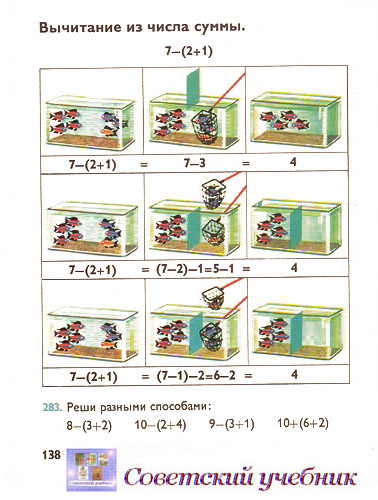 Вычитание из числа суммы.
7−(2+1)
7−(2+1) = 7−3 = 4
7−(2+1) = (7−2)−1=5−1 = 4
7−(2+1) = (7−1)−2=6−2 = 4
283. Реши разными способами:
8−(3+2) 10−(2+4) 9−(3+1) 10+(6+2)
138
Советский учебник